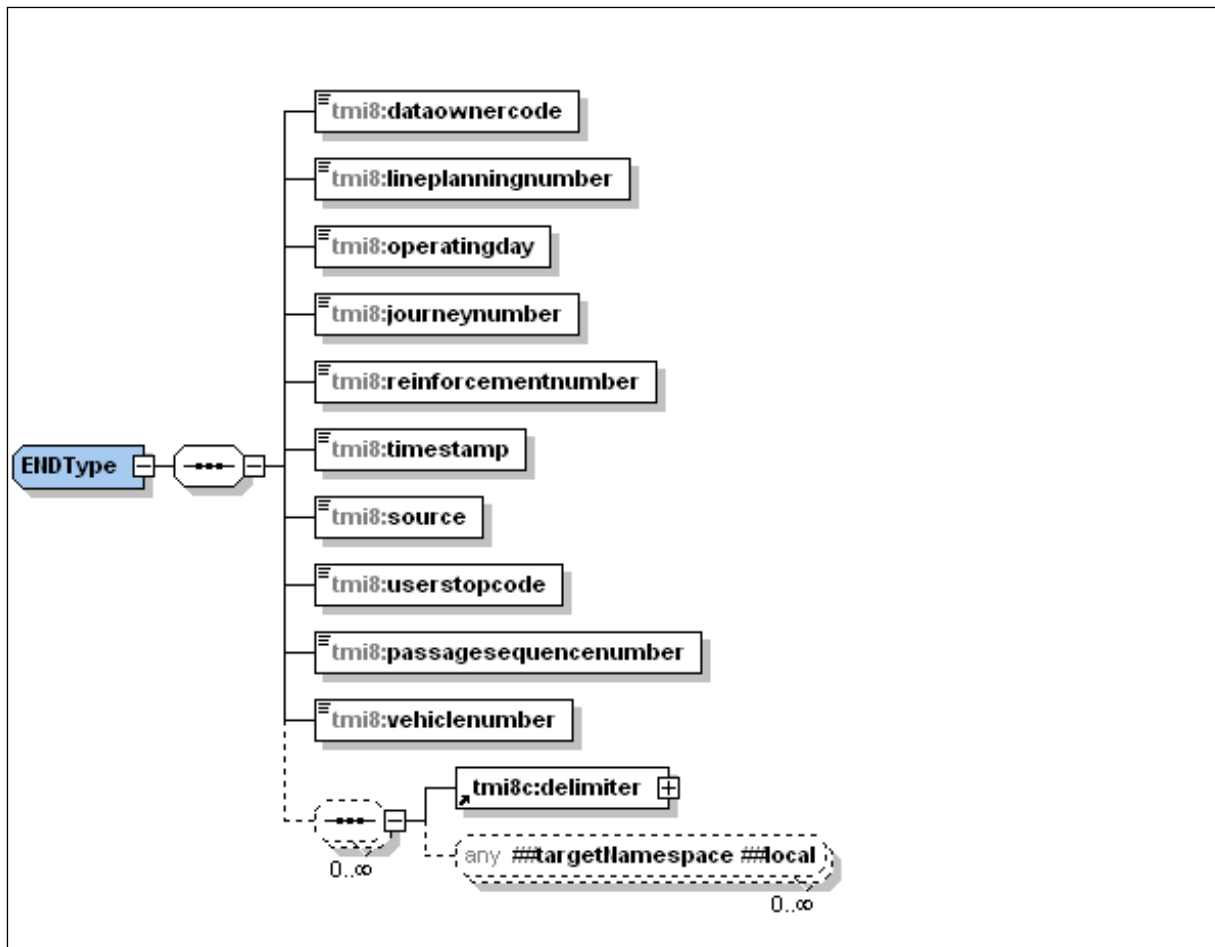 tmi8:dataownercode
tmi8:lineplanningnumber
tmi8:operatingday
tmi8:journeynumber
tmi8:reinforcementnumber
tmi8:timestamp
ENDType
tmi8:source
tmi8:userstopcode
tmi8:passagesequencenumber
tmi8:vehiclenumber
tmi8c:delimiter
any ##targetNamespace ##local
0..∞
0..∞